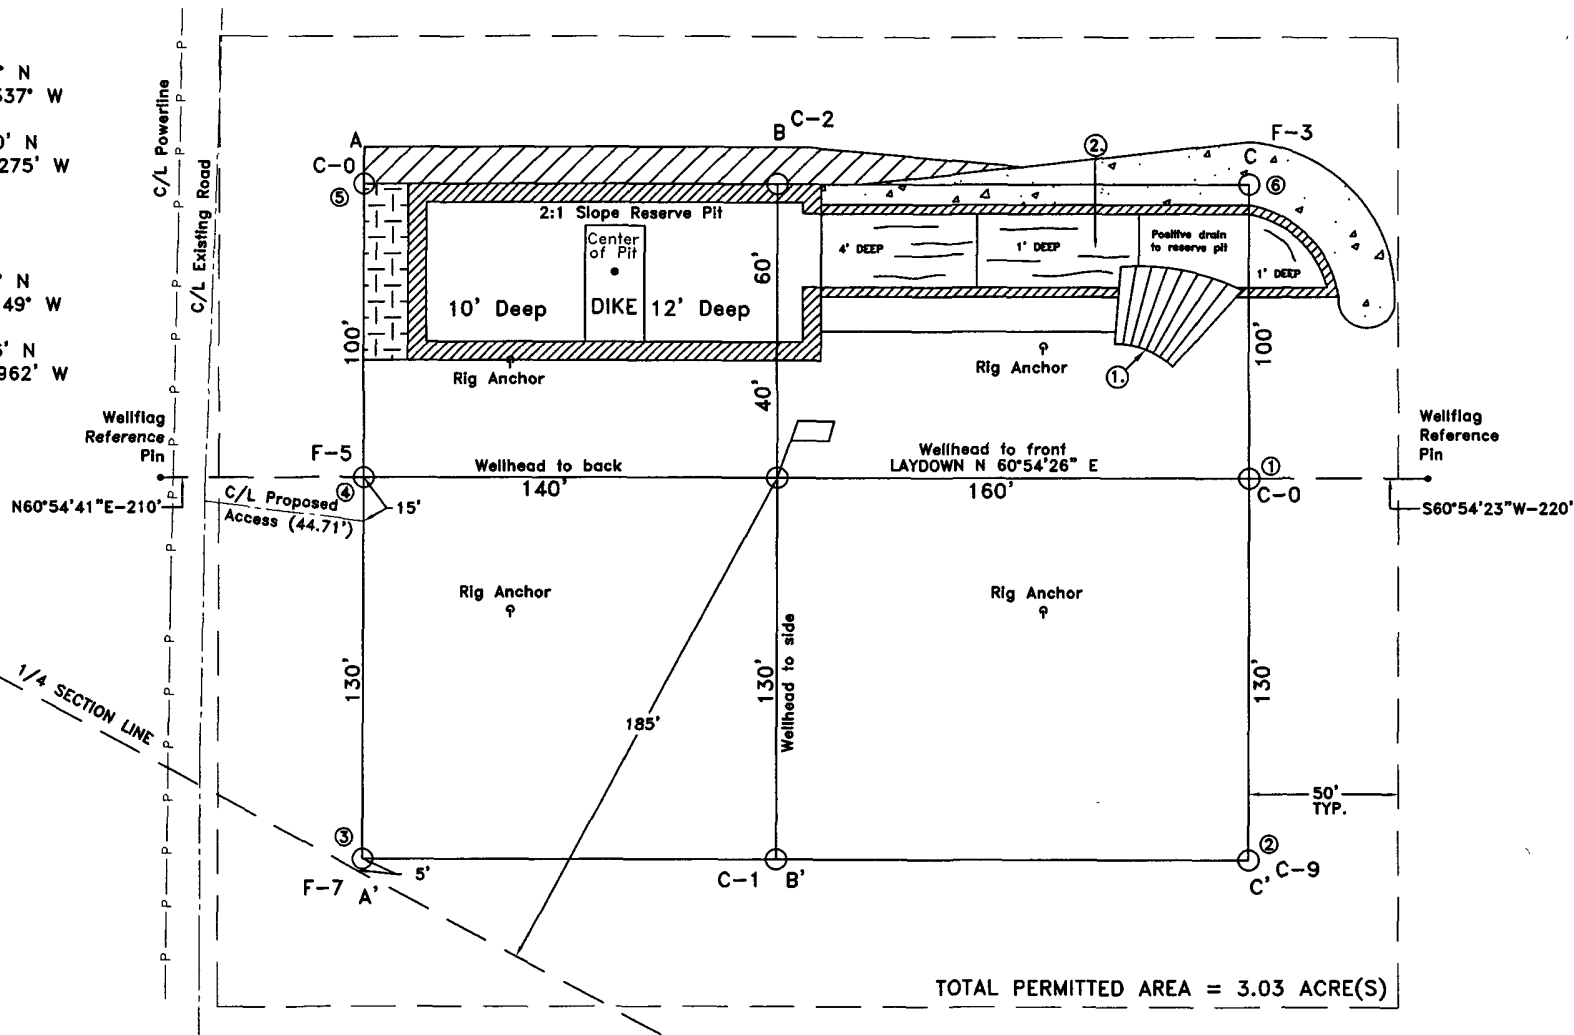 ° N
537° W
0' N
275' W
' N
149° W
6' N
962' W
C/L Powerline
C/L Existing Road
P
P
P
P
P
P
P
P
P
P
P
P
P
P
A
C-0
⑤
B
C-2
②.
F-3
C
⑥
2:1 Slope Reserve Pit
Center
of Pit
10' Deep
DIKE
12' Deep
60'
4' DEEP
1' DEEP
Positive drain
to reserve pit
1' DEEP
100'
40'
100'
Rig Anchor
Rig Anchor
①.
Wellflag
Reference
Pin
F-5
Wellhead to back
140'
Wellhead to front
LAYDOWN N 60°54'26" E
160'
①
C-0
Wellflag
Reference
Pin
N60°54'41"E-210'
④
C/L Proposed
Access (44.71')
15'
S60°54'23"W-220'
Rig Anchor
Rig Anchor
130'
130'
Wellhead to side
130'
1/4 SECTION LINE
185'
50'
TYP.
③
5'
F-7
A'
C-1
B'
②
C-9
C'
TOTAL PERMITTED AREA = 3.03 ACRE(S)